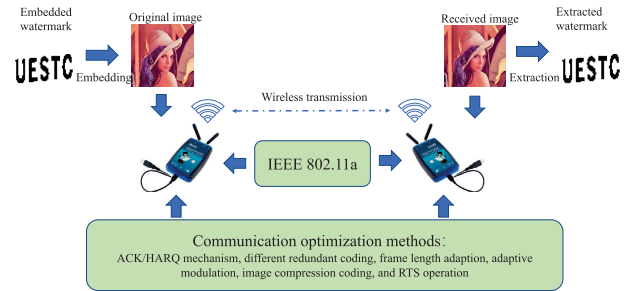 Embedded
watermark
UESTC
Embedding
Original image
Wireless transmission
Received image
Extraction
Extracted
watermark
UESTC
IEEE 802.11a
Communication optimization methods:
ACK/HARQ mechanism, different redundant coding, frame length adaption, adaptive
modulation, image compression coding, and RTS operation